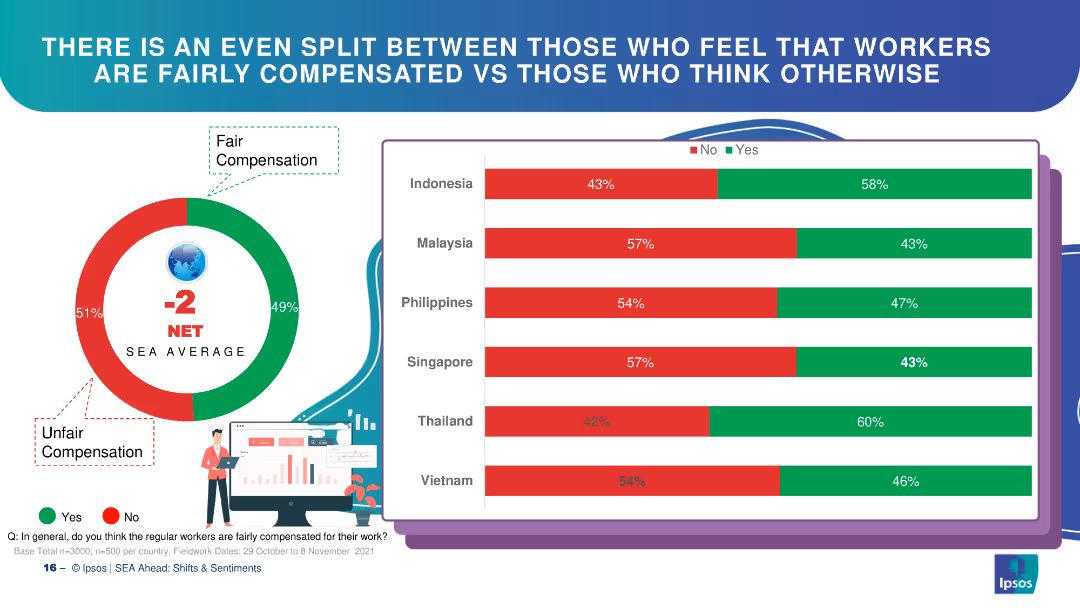 THERE IS AN EVEN SPLIT BETWEEN THOSE WHO FEEL THAT WORKERS
ARE FAIRLY COMPENSATED VS THOSE WHO THINK OTHERWISE
Fair
Compensation
51%
49%
-2
NET
SEA AVERAGE
Unfair
Compensation
Yes No
No Yes
Indonesia 43% 58%
Malaysia 57% 43%
Philippines 54% 47%
Singapore 57% 43%
Thailand 42% 60%
Vietnam 54% 46%
Q: In general, do you think the regular workers are fairly compensated for their work?
Base Total n=3000; n=500 per country, Fieldwork Dates: 29 October to 8 November 2021
16 – © Ipsos | SEA Ahead: Shifts & Sentiments
Ipsos